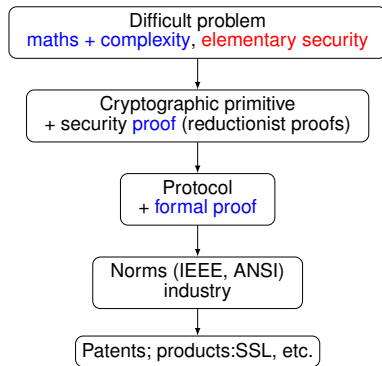 Difficult problem
maths + complexity, elementary security
Cryptographic primitive
+ security proof (reductionist proofs)
Protocol
+ formal proof
Norms (IEEE, ANSI)
industry
Patents; products:SSL, etc.